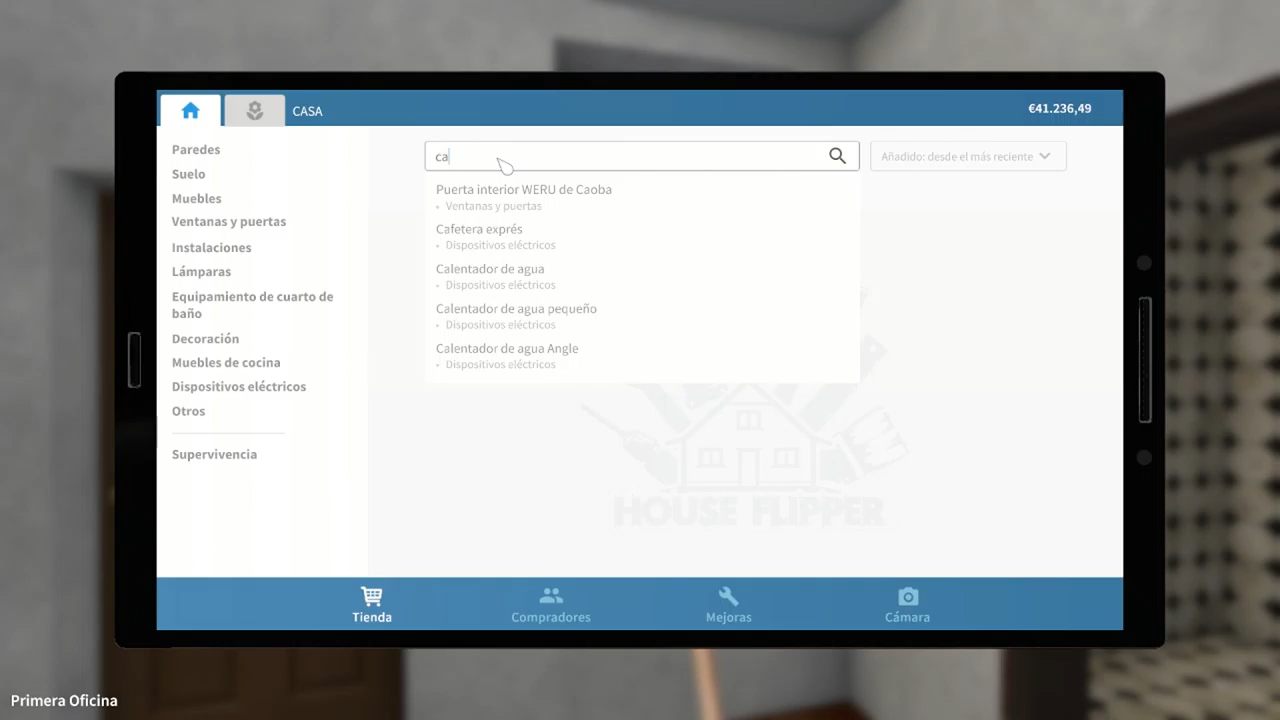 CASA
€41.236,49
Paredes
Suelo
Muebles
Ventanas y puertas
Instalaciones
Lámparas
Equipamiento de cuarto de
baño
Decoración
Muebles de cocina
Dispositivos eléctricos
Otros
Supervivencia
ca
Añadido: desde el más reciente
Puerta interior WERU de Caoba
• Ventanas y puertas
Cafetera exprés
• Dispositivos eléctricos
Calentador de agua
• Dispositivos eléctricos
Calentador de agua pequeño
• Dispositivos eléctricos
Calentador de agua Angle
• Dispositivos eléctricos
HOUSE FLIPPER
Tienda
Compradores
Mejoras
Cámara
Primera Oficina